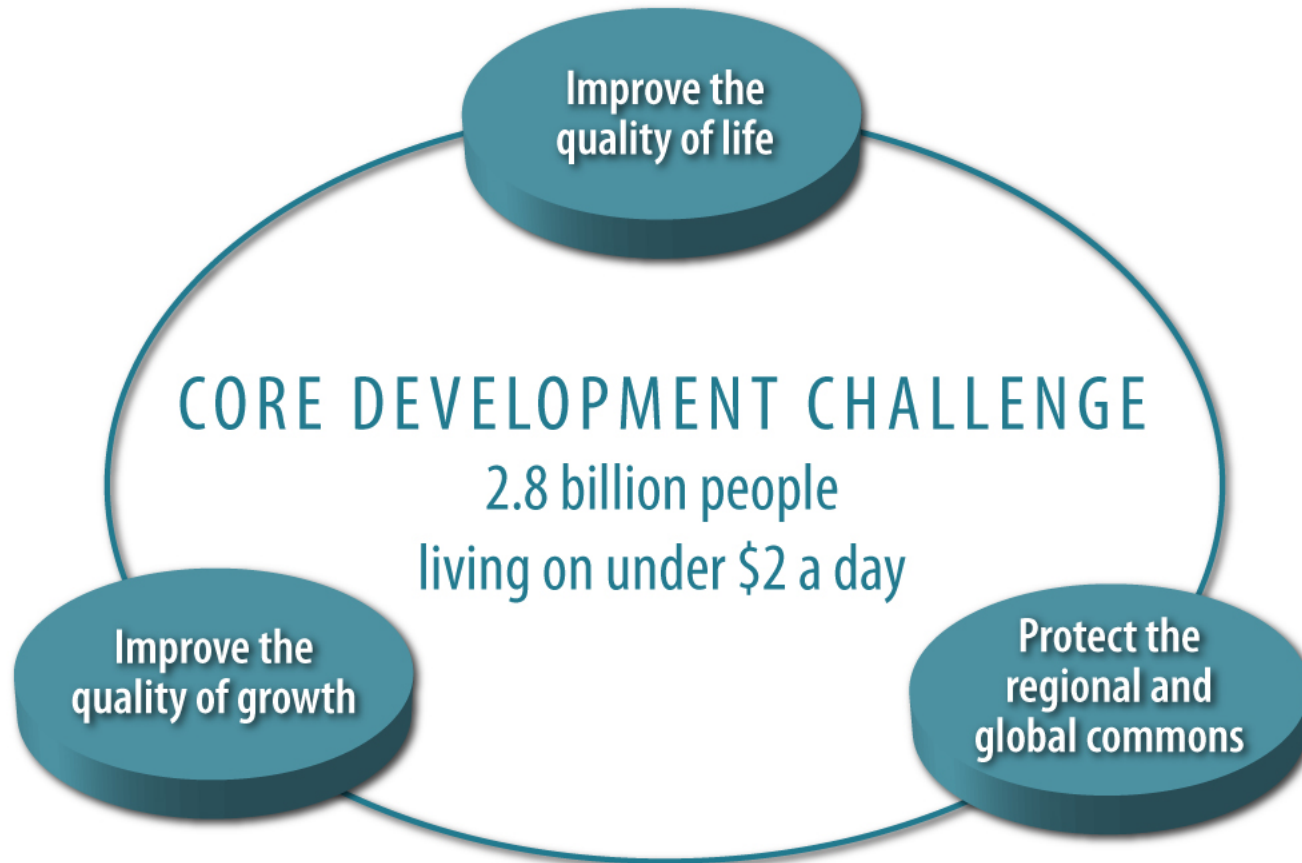 Improve the
quality of life
CORE DEVELOPMENT CHALLENGE
2.8 billion people
living on under $2 a day
Improve the
quality of growth
Protect the
regional and
global commons